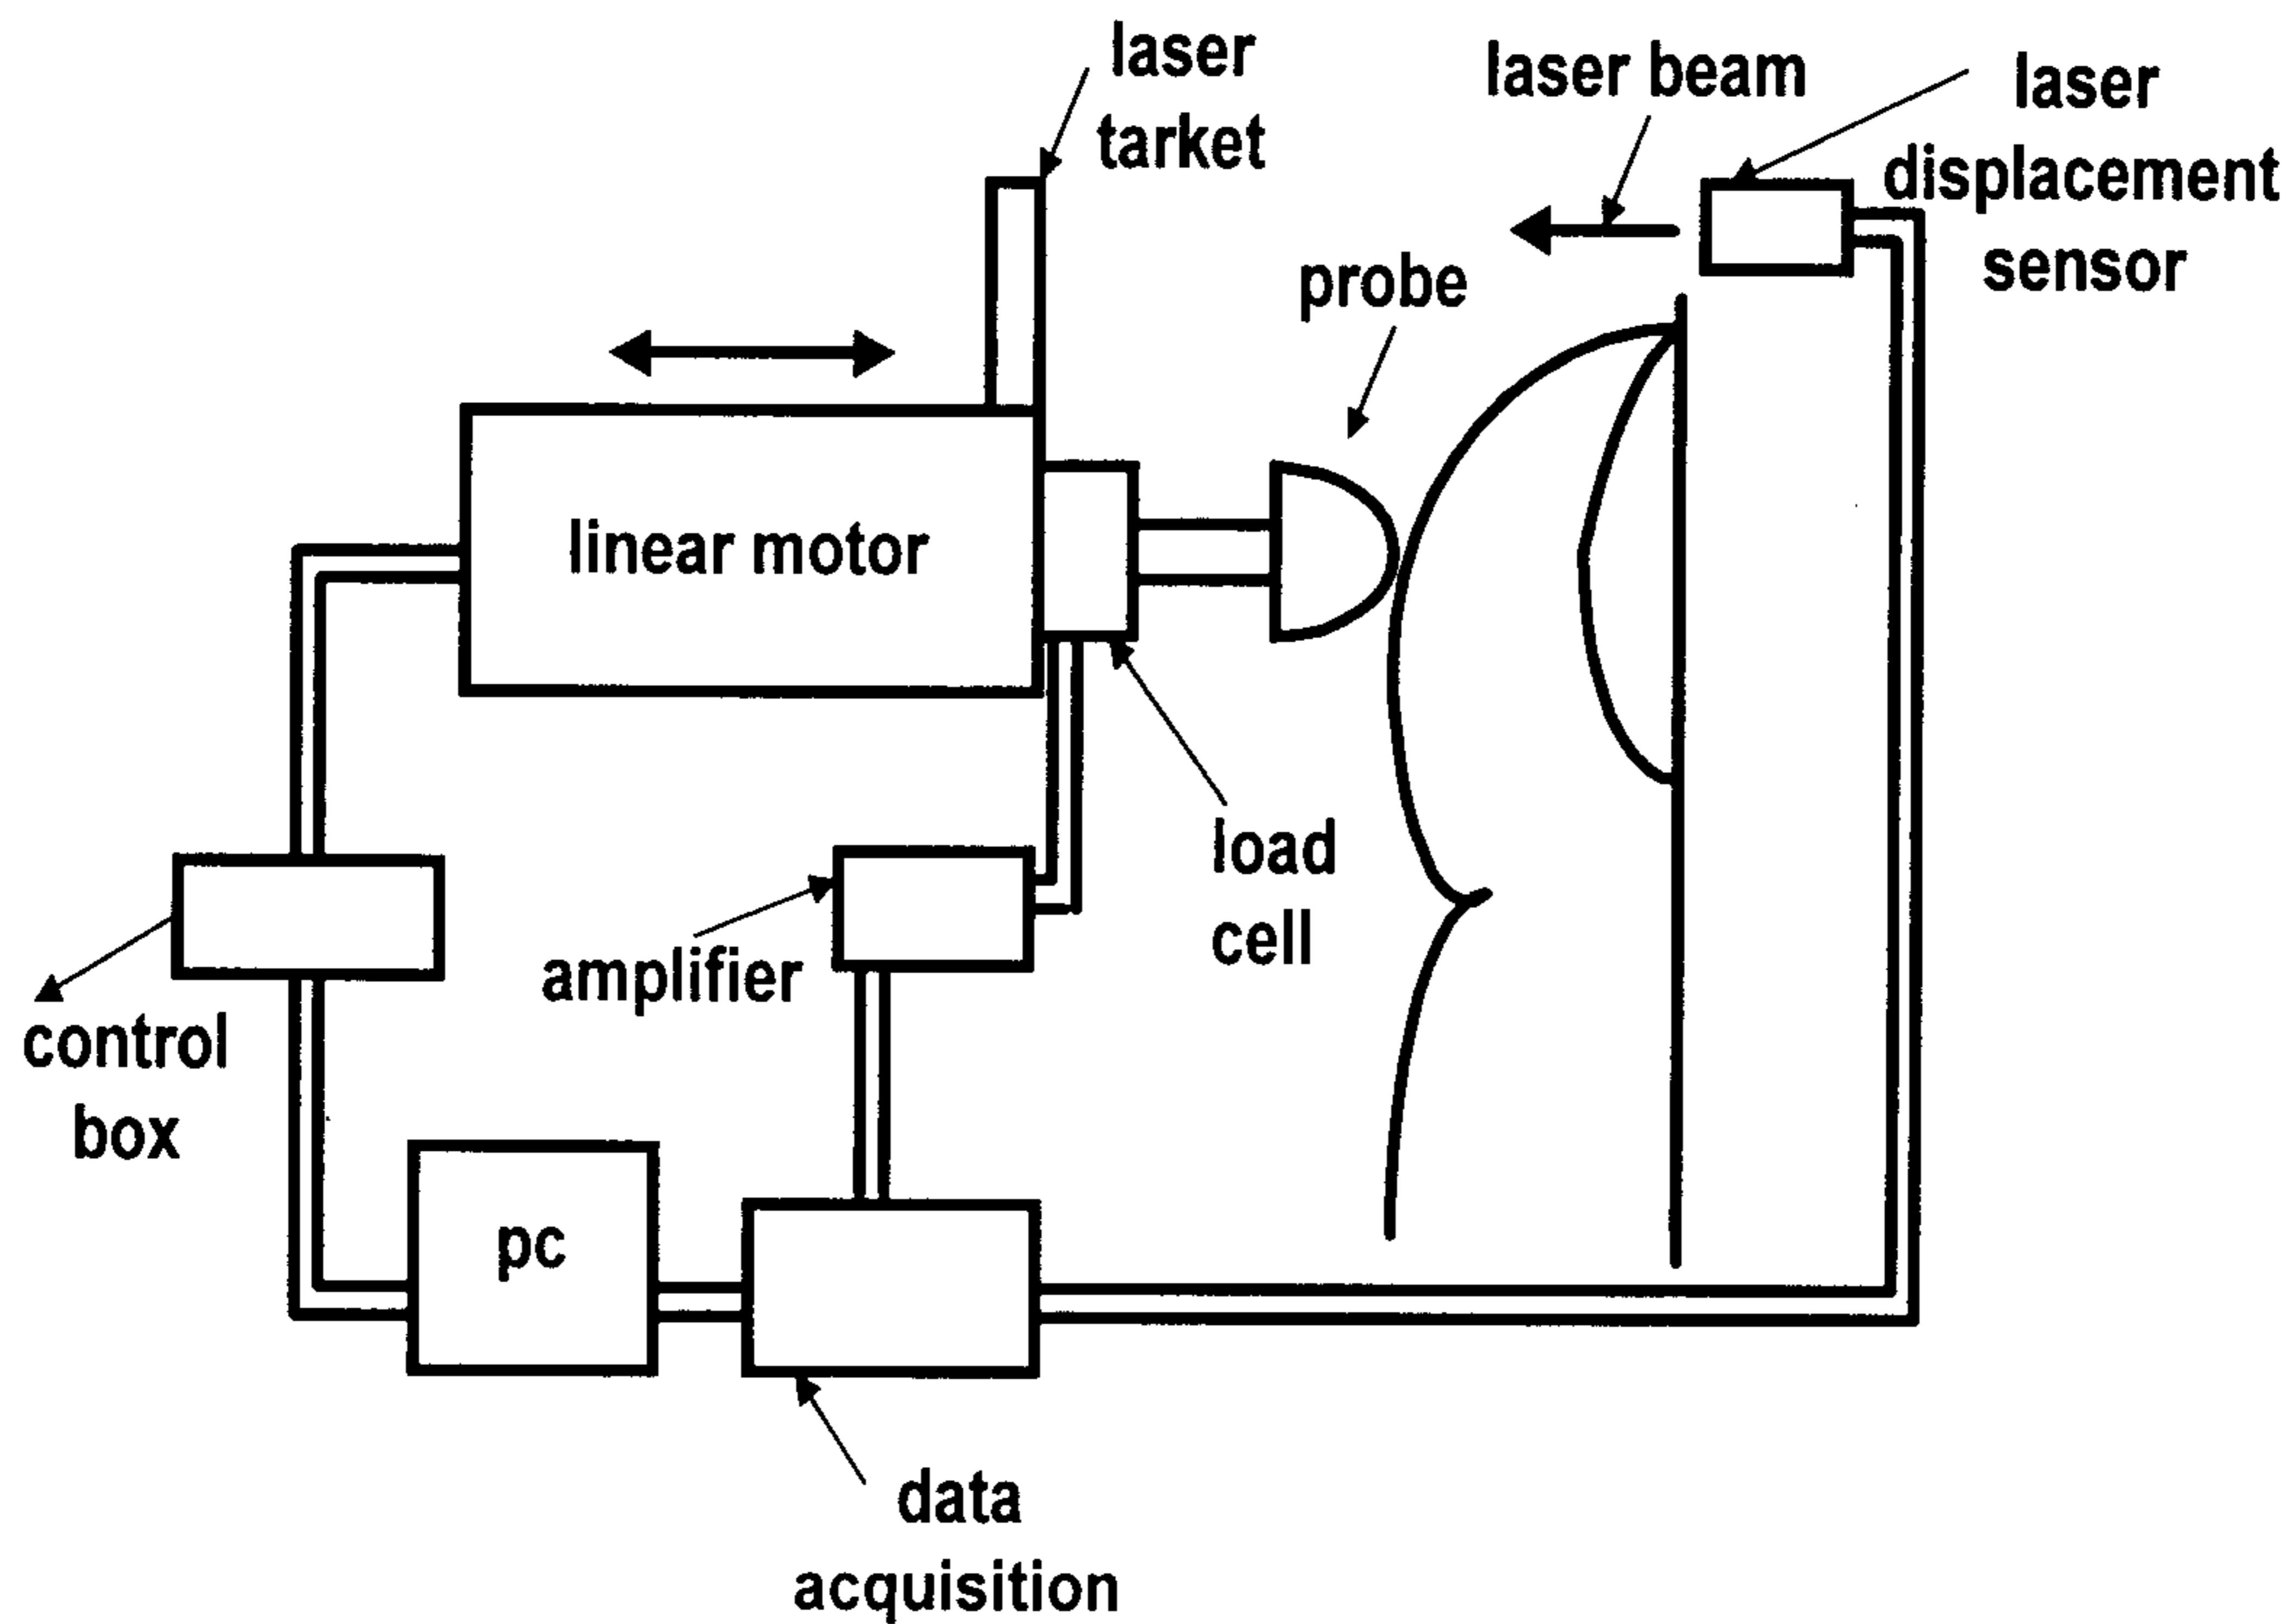 laser
tarket
laser beam
laser
displacement
sensor
probe
linear motor
load
cell
amplifier
control
box
pc
data
acquisition